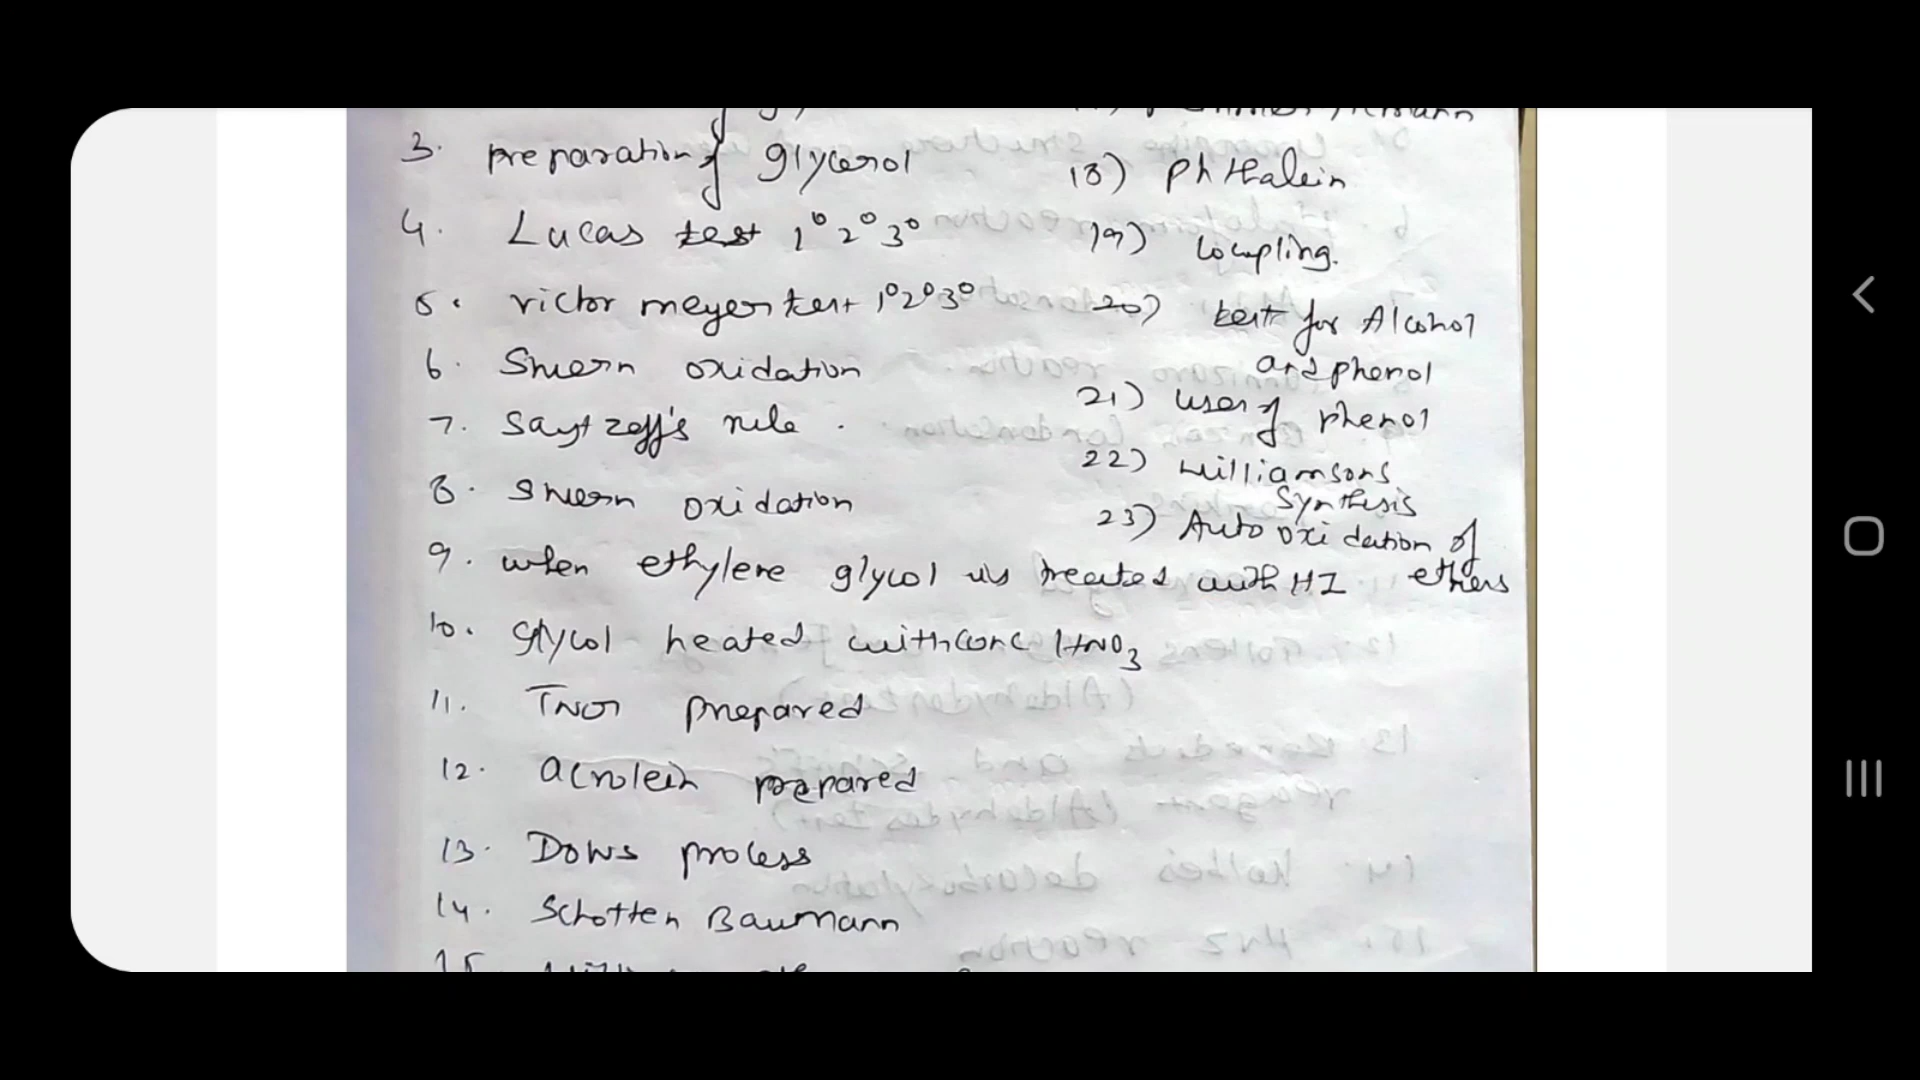 3. preparation of glycerol
4. Lucas test 1° 2° 3°
5. victor meyer test 1° 2° 3°
6. Swern oxidation
7. Saytzeff's rule .
8. Swern oxidation
9. when ethylene glycol is treated with HI
10. Glycol heated with conc HNO3
11. TNG prepared
12. acrolein prepared
13. Dows process
14. Schotten Baumann
18) Phthalein
19) Coupling.
20) test for Alcohol
and phenol
21) uses of phenol
22) williamsons
Synthesis
23) Auto oxidation of
ethers